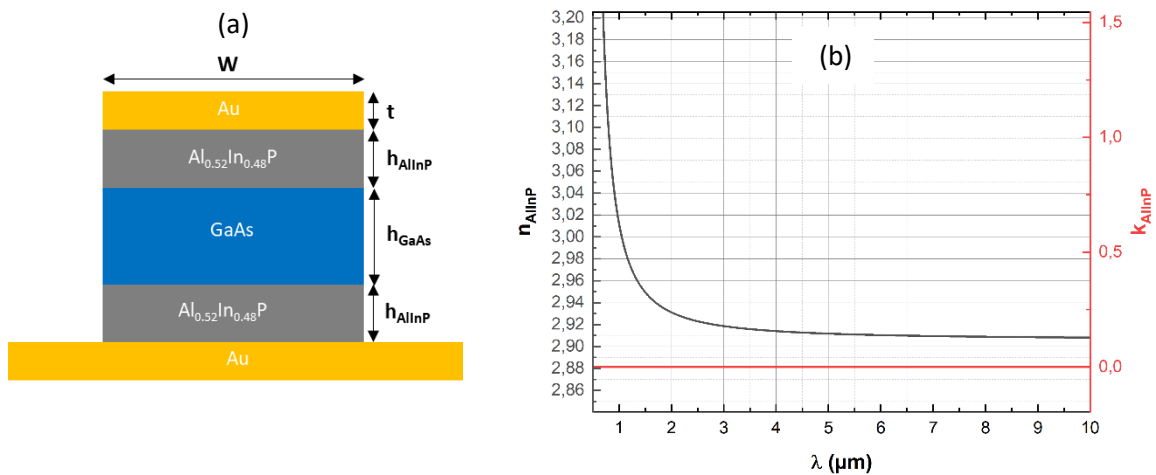 (a)
W
Au
t
Al0.52In0.48P
hAlInP
GaAs
hGaAs
Al0.52In0.48P
hAlInP
Au
(b)
nAlInP
3,20
3,18
3,16
3,14
3,12
3,10
3,08
3,06
3,04
3,02
3,00
2,98
2,96
2,94
2,92
2,90
2,88
2,86
1 2 3 4 5 6 7 8 9 10
λ (μm)
1,5
1,0
0,5
0,0
kAlInP